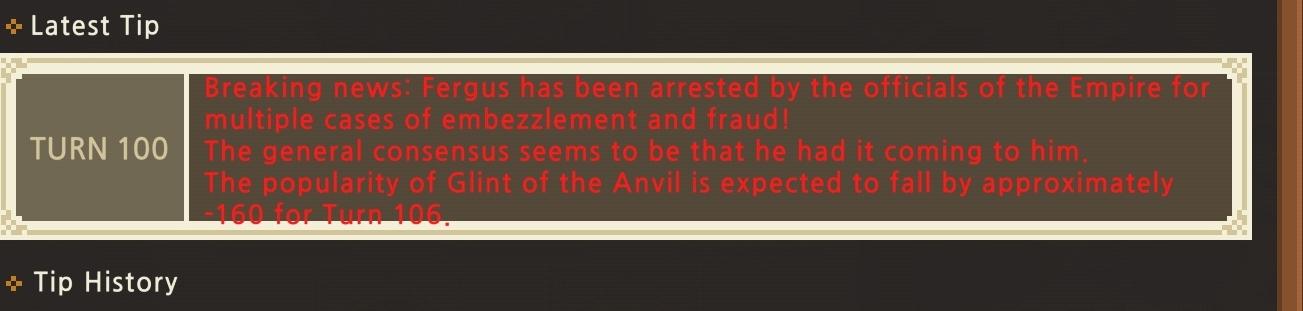 Latest Tip
TURN 100
Breaking news: Fergus has been arrested by the officials of the Empire for
multiple cases of embezzlement and fraud!
The general consensus seems to be that he had it coming to him.
The popularity of Glint of the Anvil is expected to fall by approximately
-160 for Turn 106.
Tip History